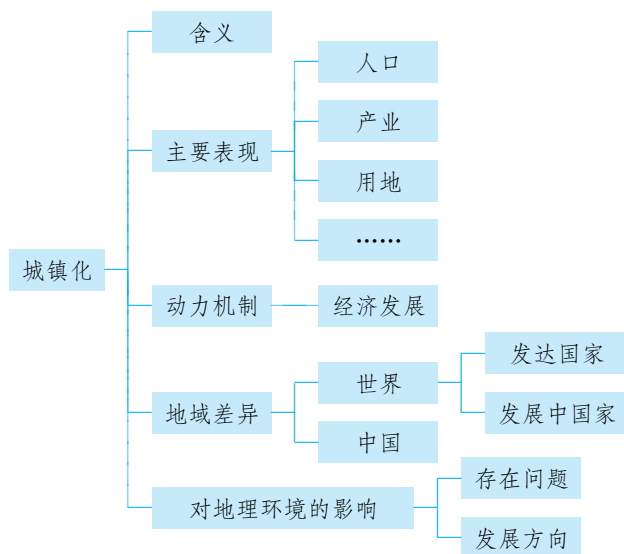 城镇化
含义
主要表现
人口
产业
用地
……
动力机制
经济发展
地域差异
世界
发达国家
发展中国家
中国
对地理环境的影响
存在问题
发展方向